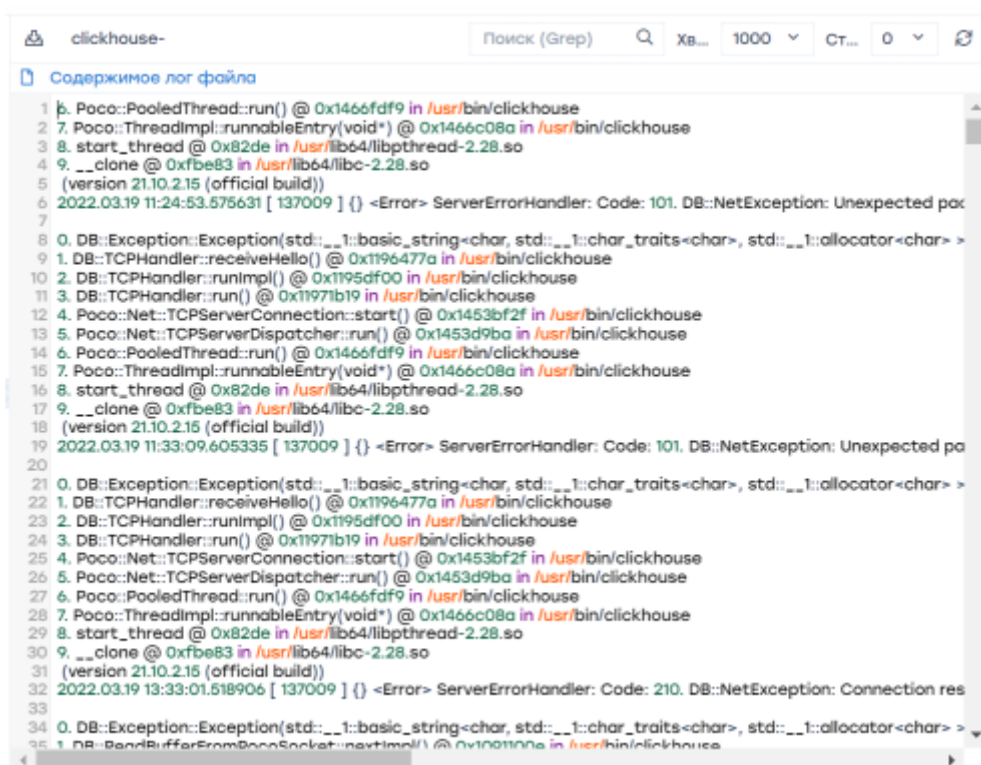 clickhouse-
Поиск (Grep)
Хв... 1000 Ст... 0
Содержимое лог файла
1 6. Poco::PooledThread::run() @ 0x1466fdf9 in /usr/bin/clickhouse
2 7. Poco::ThreadImpl::runnableEntry(void*) @ 0x1466c08a in /usr/bin/clickhouse
3 8. start_thread @ 0x82de in /usr/lib64/libpthread-2.28.so
4 9. __clone @ 0xfbe83 in /usr/lib64/libc-2.28.so
5 (version 21.10.2.15 (official build))
6 2022.03.19 11:24:53.575631 [ 137009 ] {} <Error> ServerErrorHandler: Code: 101. DB::NetException: Unexpected pac
7
8 0. DB::Exception::Exception(std::__1::basic_string<char, std::__1::char_traits<char>, std::__1::allocator<char> >
9 1. DB::TCPHandler::receiveHello() @ 0x1196477a in /usr/bin/clickhouse
10 2. DB::TCPHandler::runImpl() @ 0x1195df00 in /usr/bin/clickhouse
11 3. DB::TCPHandler::run() @ 0x11971b19 in /usr/bin/clickhouse
12 4. Poco::Net::TCPServerConnection::start() @ 0x1453bf2f in /usr/bin/clickhouse
13 5. Poco::Net::TCPServerDispatcher::run() @ 0x1453d9ba in /usr/bin/clickhouse
14 6. Poco::PooledThread::run() @ 0x1466fdf9 in /usr/bin/clickhouse
15 7. Poco::ThreadImpl::runnableEntry(void*) @ 0x1466c08a in /usr/bin/clickhouse
16 8. start_thread @ 0x82de in /usr/lib64/libpthread-2.28.so
17 9. __clone @ 0xfbe83 in /usr/lib64/libc-2.28.so
18 (version 21.10.2.15 (official build))
19 2022.03.19 11:33:09.605335 [ 137009 ] {} <Error> ServerErrorHandler: Code: 101. DB::NetException: Unexpected pa
20
21 0. DB::Exception::Exception(std::__1::basic_string<char, std::__1::char_traits<char>, std::__1::allocator<char> >
22 1. DB::TCPHandler::receiveHello() @ 0x1196477a in /usr/bin/clickhouse
23 2. DB::TCPHandler::runImpl() @ 0x1195df00 in /usr/bin/clickhouse
24 3. DB::TCPHandler::run() @ 0x11971b19 in /usr/bin/clickhouse
25 4. Poco::Net::TCPServerConnection::start() @ 0x1453bf2f in /usr/bin/clickhouse
26 5. Poco::Net::TCPServerDispatcher::run() @ 0x1453d9ba in /usr/bin/clickhouse
27 6. Poco::PooledThread::run() @ 0x1466fdf9 in /usr/bin/clickhouse
28 7. Poco::ThreadImpl::runnableEntry(void*) @ 0x1466c08a in /usr/bin/clickhouse
29 8. start_thread @ 0x82de in /usr/lib64/libpthread-2.28.so
30 9. __clone @ 0xfbe83 in /usr/lib64/libc-2.28.so
31 (version 21.10.2.15 (official build))
32 2022.03.19 13:33:01.518906 [ 137009 ] {} <Error> ServerErrorHandler: Code: 210. DB::NetException: Connection res
33
34 0. DB::Exception::Exception(std::__1::basic_string<char, std::__1::char_traits<char>, std::__1::allocator<char> >
35 1. DB::ReadBufferFromPocoSocket::nextImpl() @ 0x1091100e in /usr/bin/clickhouse